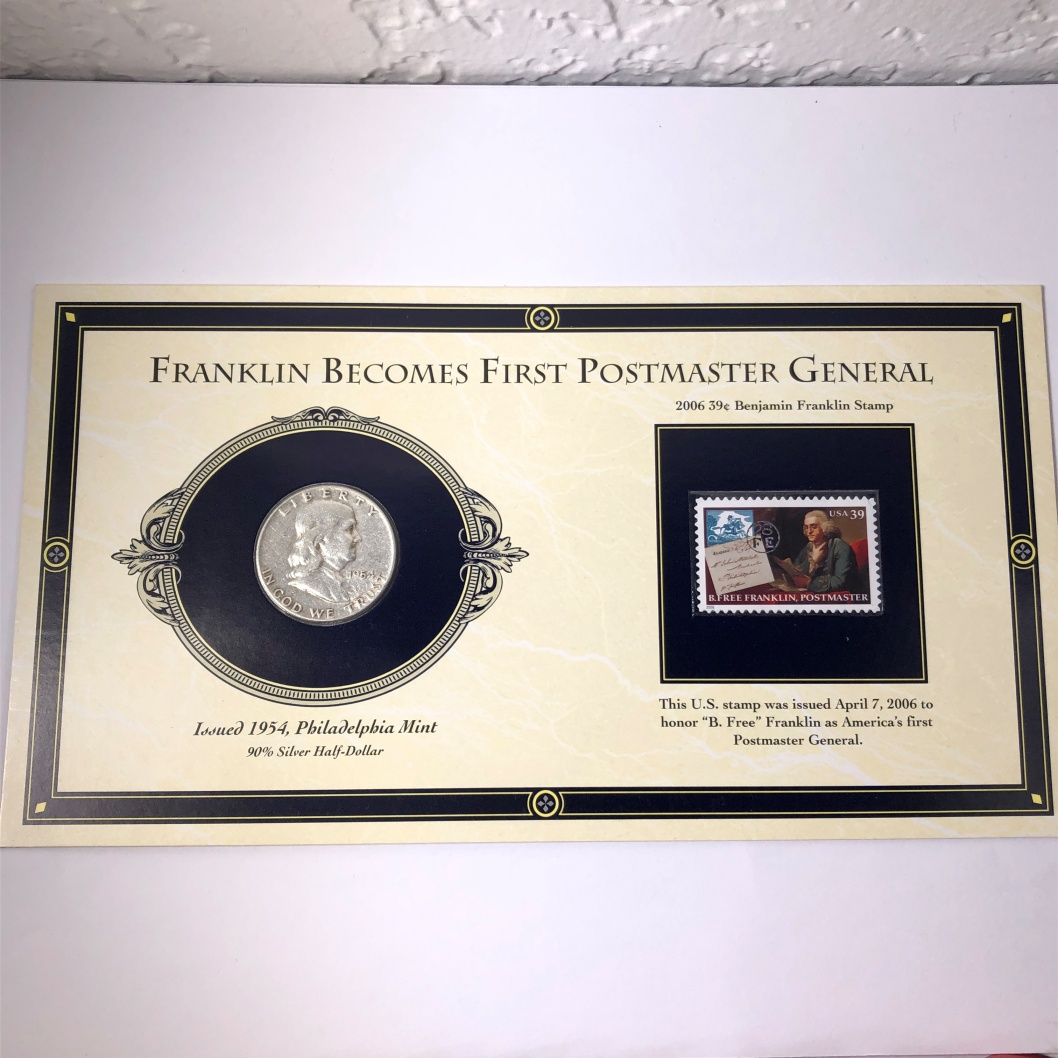 FRANKLIN BECOMES FIRST POSTMASTER GENERAL
2006 39¢ Benjamin Franklin Stamp
LIBERTY
1954
IN GOD WE TRUST
USA 39
B. FREE FRANKLIN, POSTMASTER
Issued 1954, Philadelphia Mint
90% Silver Half-Dollar
This U.S. stamp was issued April 7, 2006 to
honor “B. Free” Franklin as America's first
Postmaster General.